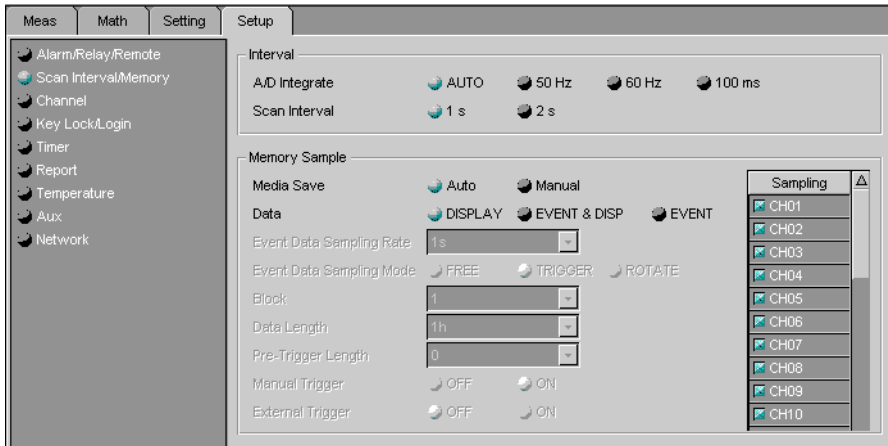 Meas Math Setting Setup
Alarm/Relay/Remote
Scan Interval/Memory
Channel
Key Lock/Login
Timer
Report
Temperature
Aux
Network
Interval
A/D Integrate AUTO 50 Hz 60 Hz 100 ms
Scan Interval 1 s 2 s
Memory Sample
Media Save Auto Manual
Data DISPLAY EVENT & DISP EVENT
Event Data Sampling Rate 1s
Event Data Sampling Mode FREE TRIGGER ROTATE
Block 1
Data Length 1h
Pre-Trigger Length 0
Manual Trigger OFF ON
External Trigger OFF ON
Sampling
CH01
CH02
CH03
CH04
CH05
CH06
CH07
CH08
CH09
CH10